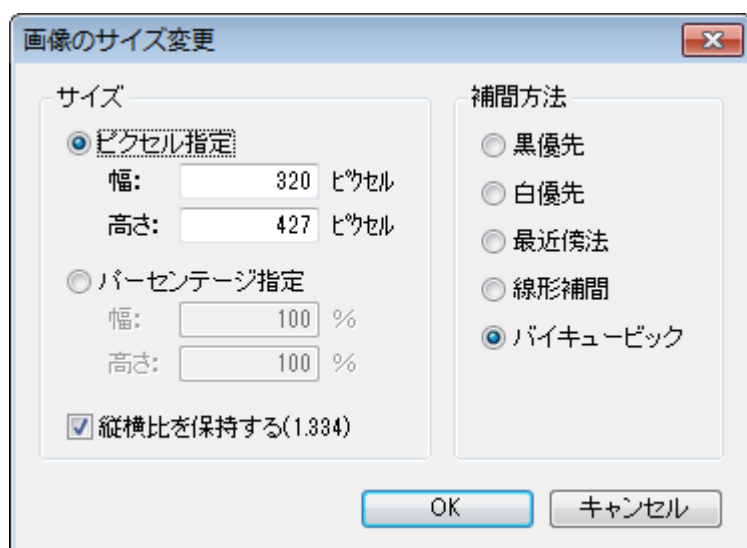 画像のサイズ変更
サイズ
ピクセル指定
幅: 320 ピクセル
高さ: 427 ピクセル
パーセンテージ指定
幅: 100 %
高さ: 100 %
縦横比を保持する(1.334)
補間方法
黒優先
白優先
最近傍法
線形補間
バイキュービック
OK キャンセル